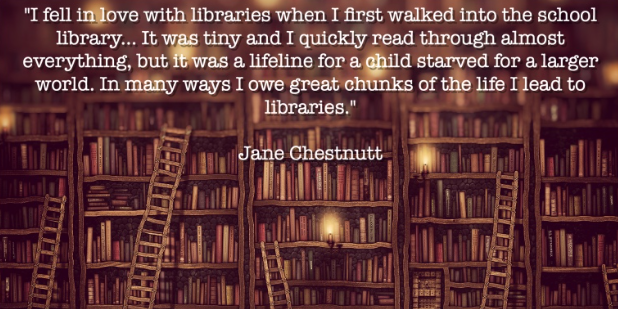 "I fell in love with libraries when I first walked into the school
library... It was tiny and I quickly read through almost
everything, but it was a lifeline for a child starved for a larger
world. In many ways I owe great chunks of the life I lead to
libraries."
Jane Chestnutt